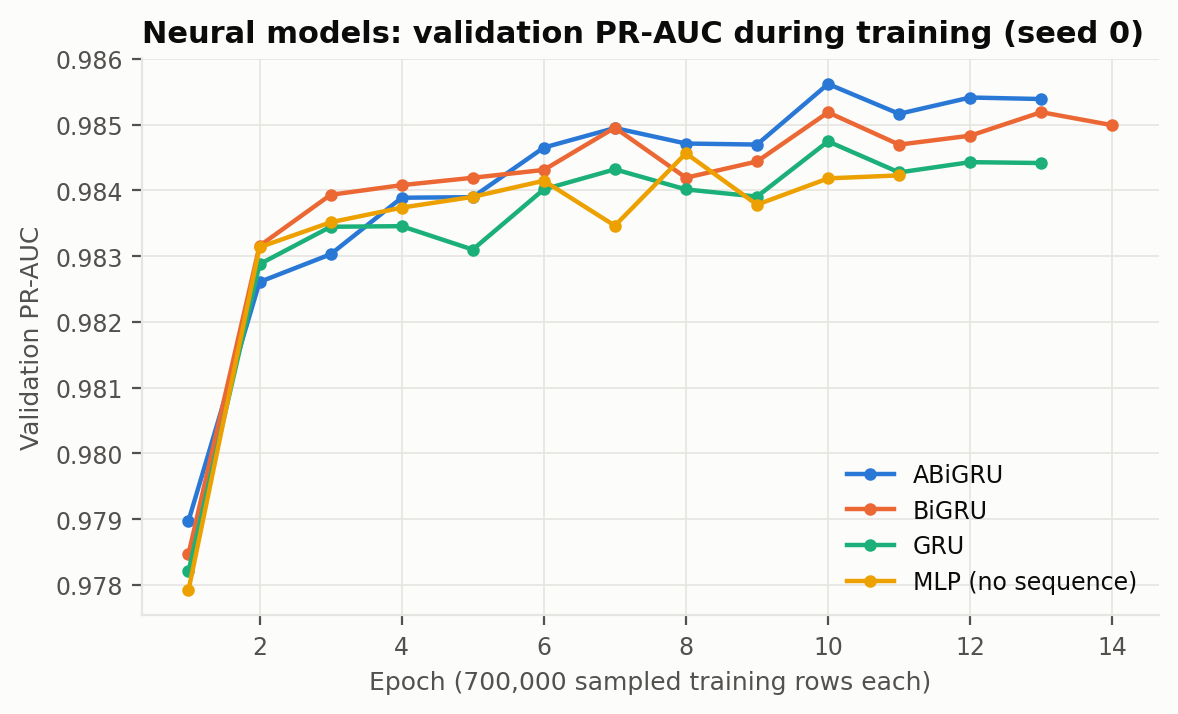 Neural models: validation PR-AUC during training (seed 0)
0.986
0.985
0.984
0.983
0.982
0.981
0.980
0.979
0.978
Validation PR-AUC
ABiGRU
BiGRU
GRU
MLP (no sequence)
2 4 6 8 10 12 14
Epoch (700,000 sampled training rows each)